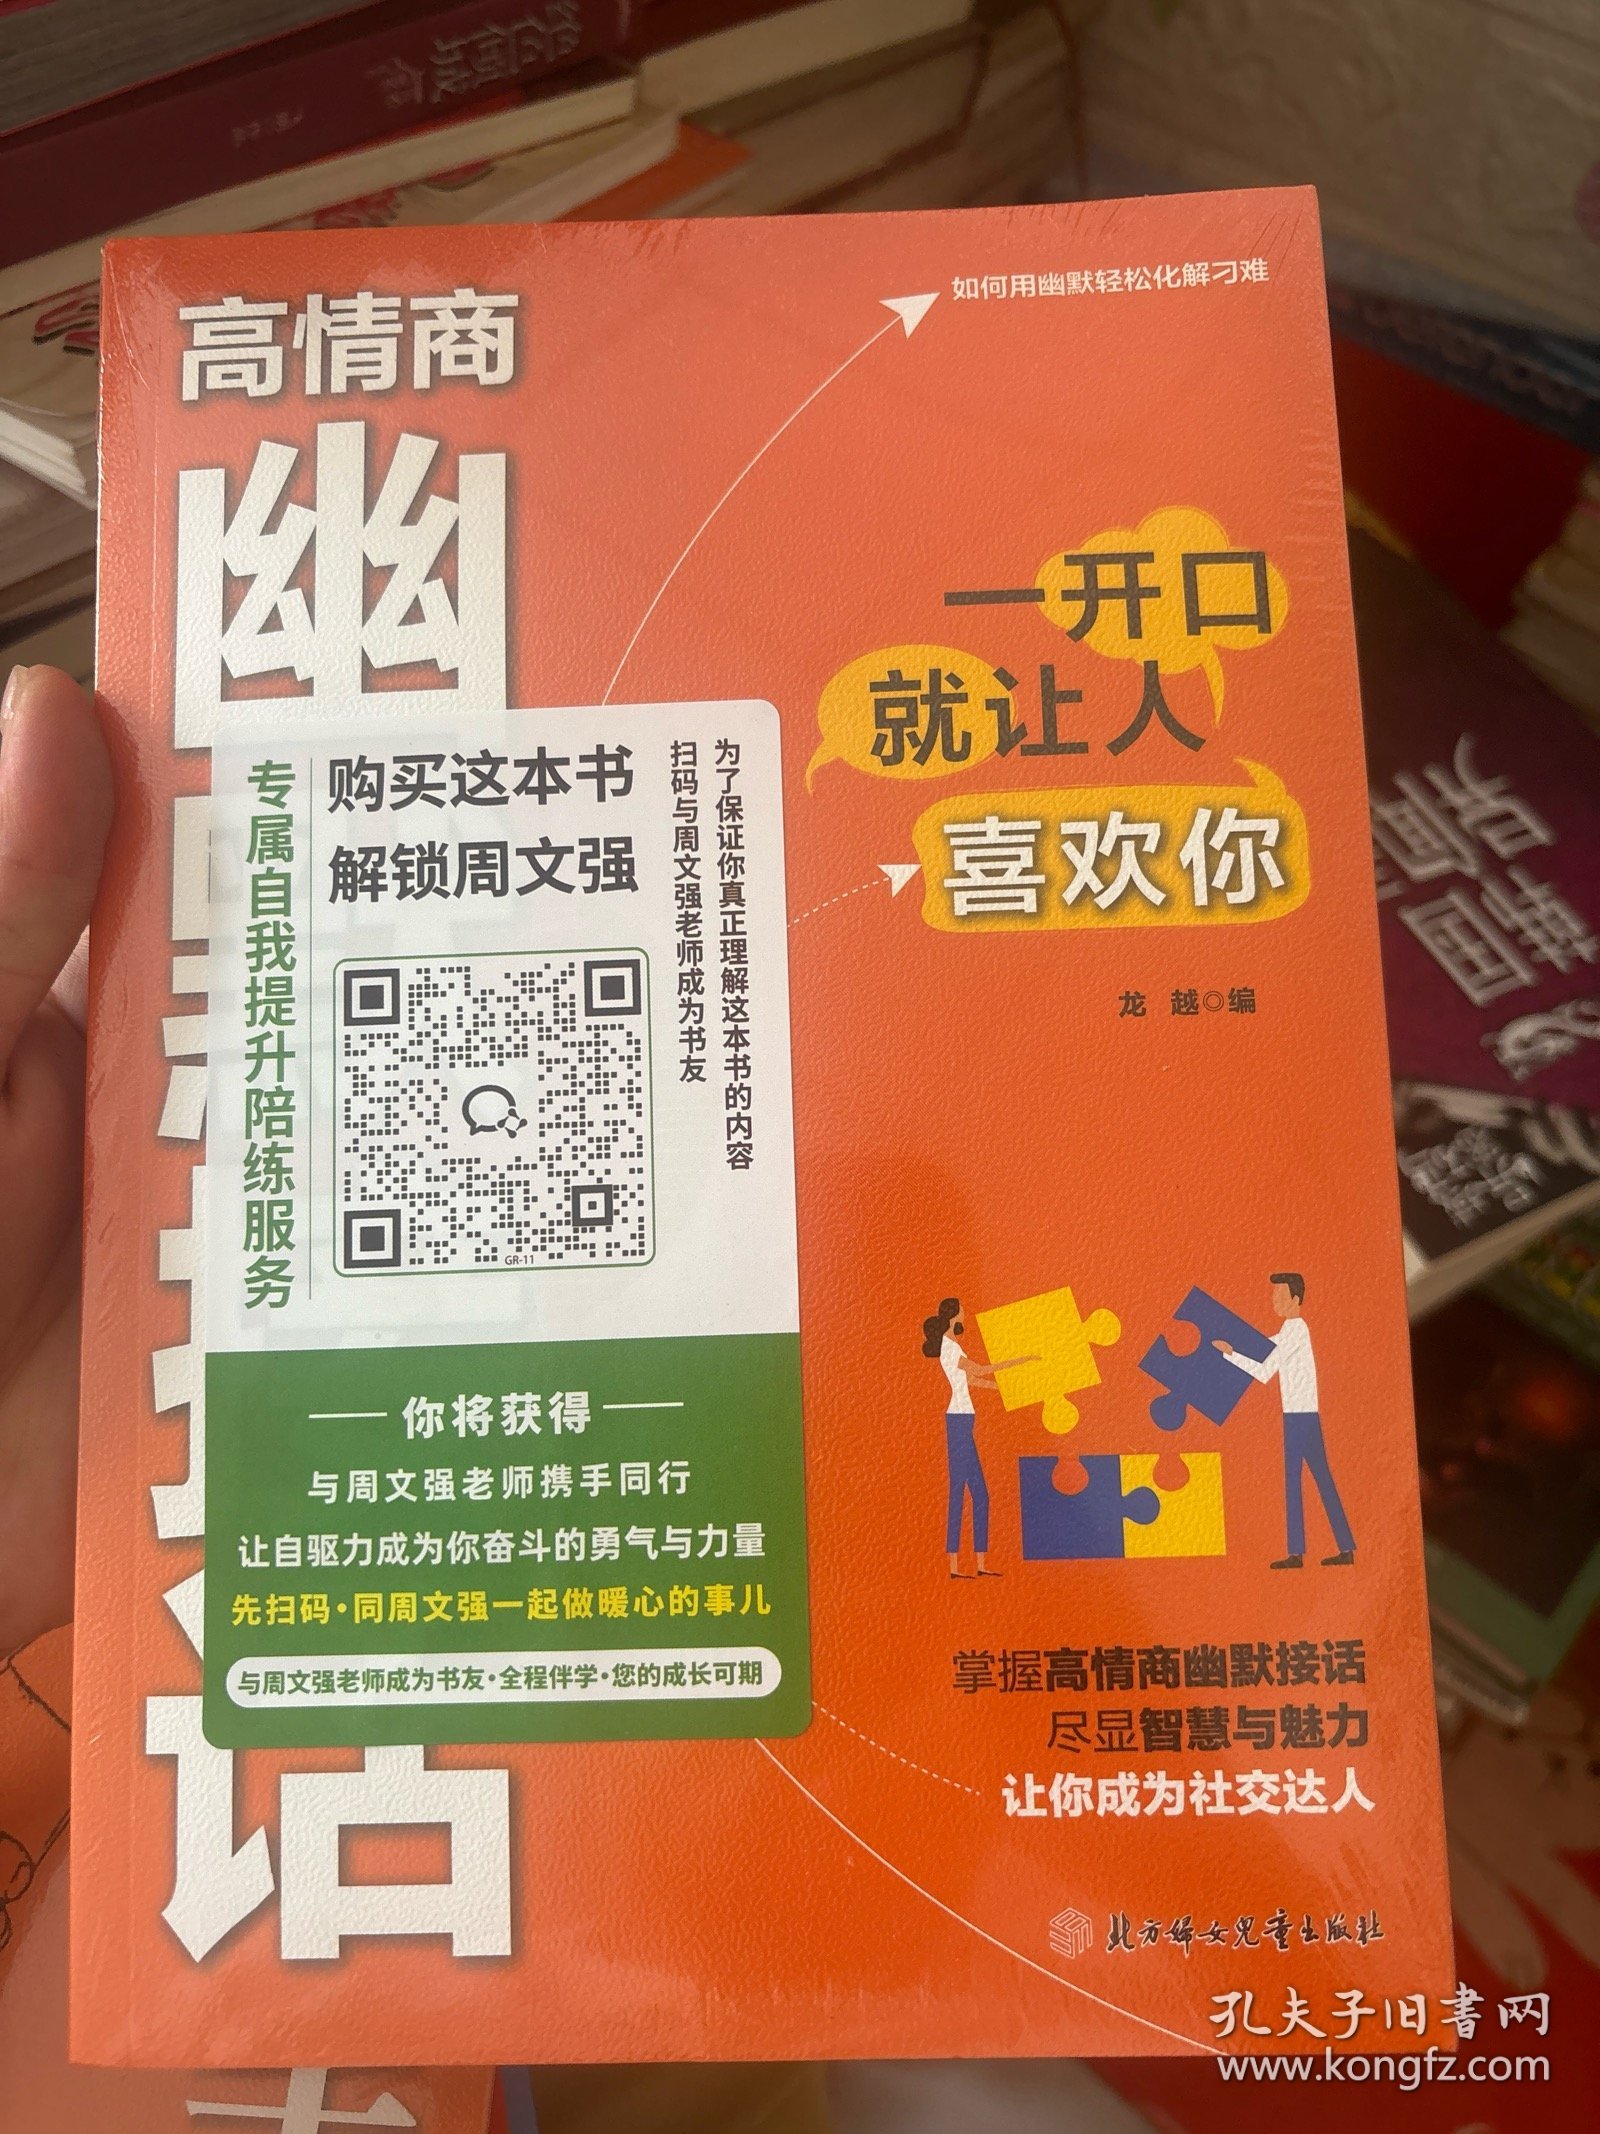 如何用幽默轻松化解刁难
高情商
幽默接话
一开口
就让人
喜欢你
龙 越◎编
专属自我提升陪练服务
购买这本书
解锁周文强
为了保证你真正理解这本书的内容
扫码与周文强老师成为书友
GR-11
你将获得
与周文强老师携手同行
让自驱力成为你奋斗的勇气与力量
先扫码·同周文强一起做暖心的事儿
与周文强老师成为书友·全程伴学·您的成长可期
掌握高情商幽默接话
尽显智慧与魅力
让你成为社交达人
北方婦女兒童出版社
孔夫子旧書网
www.kongfz.com